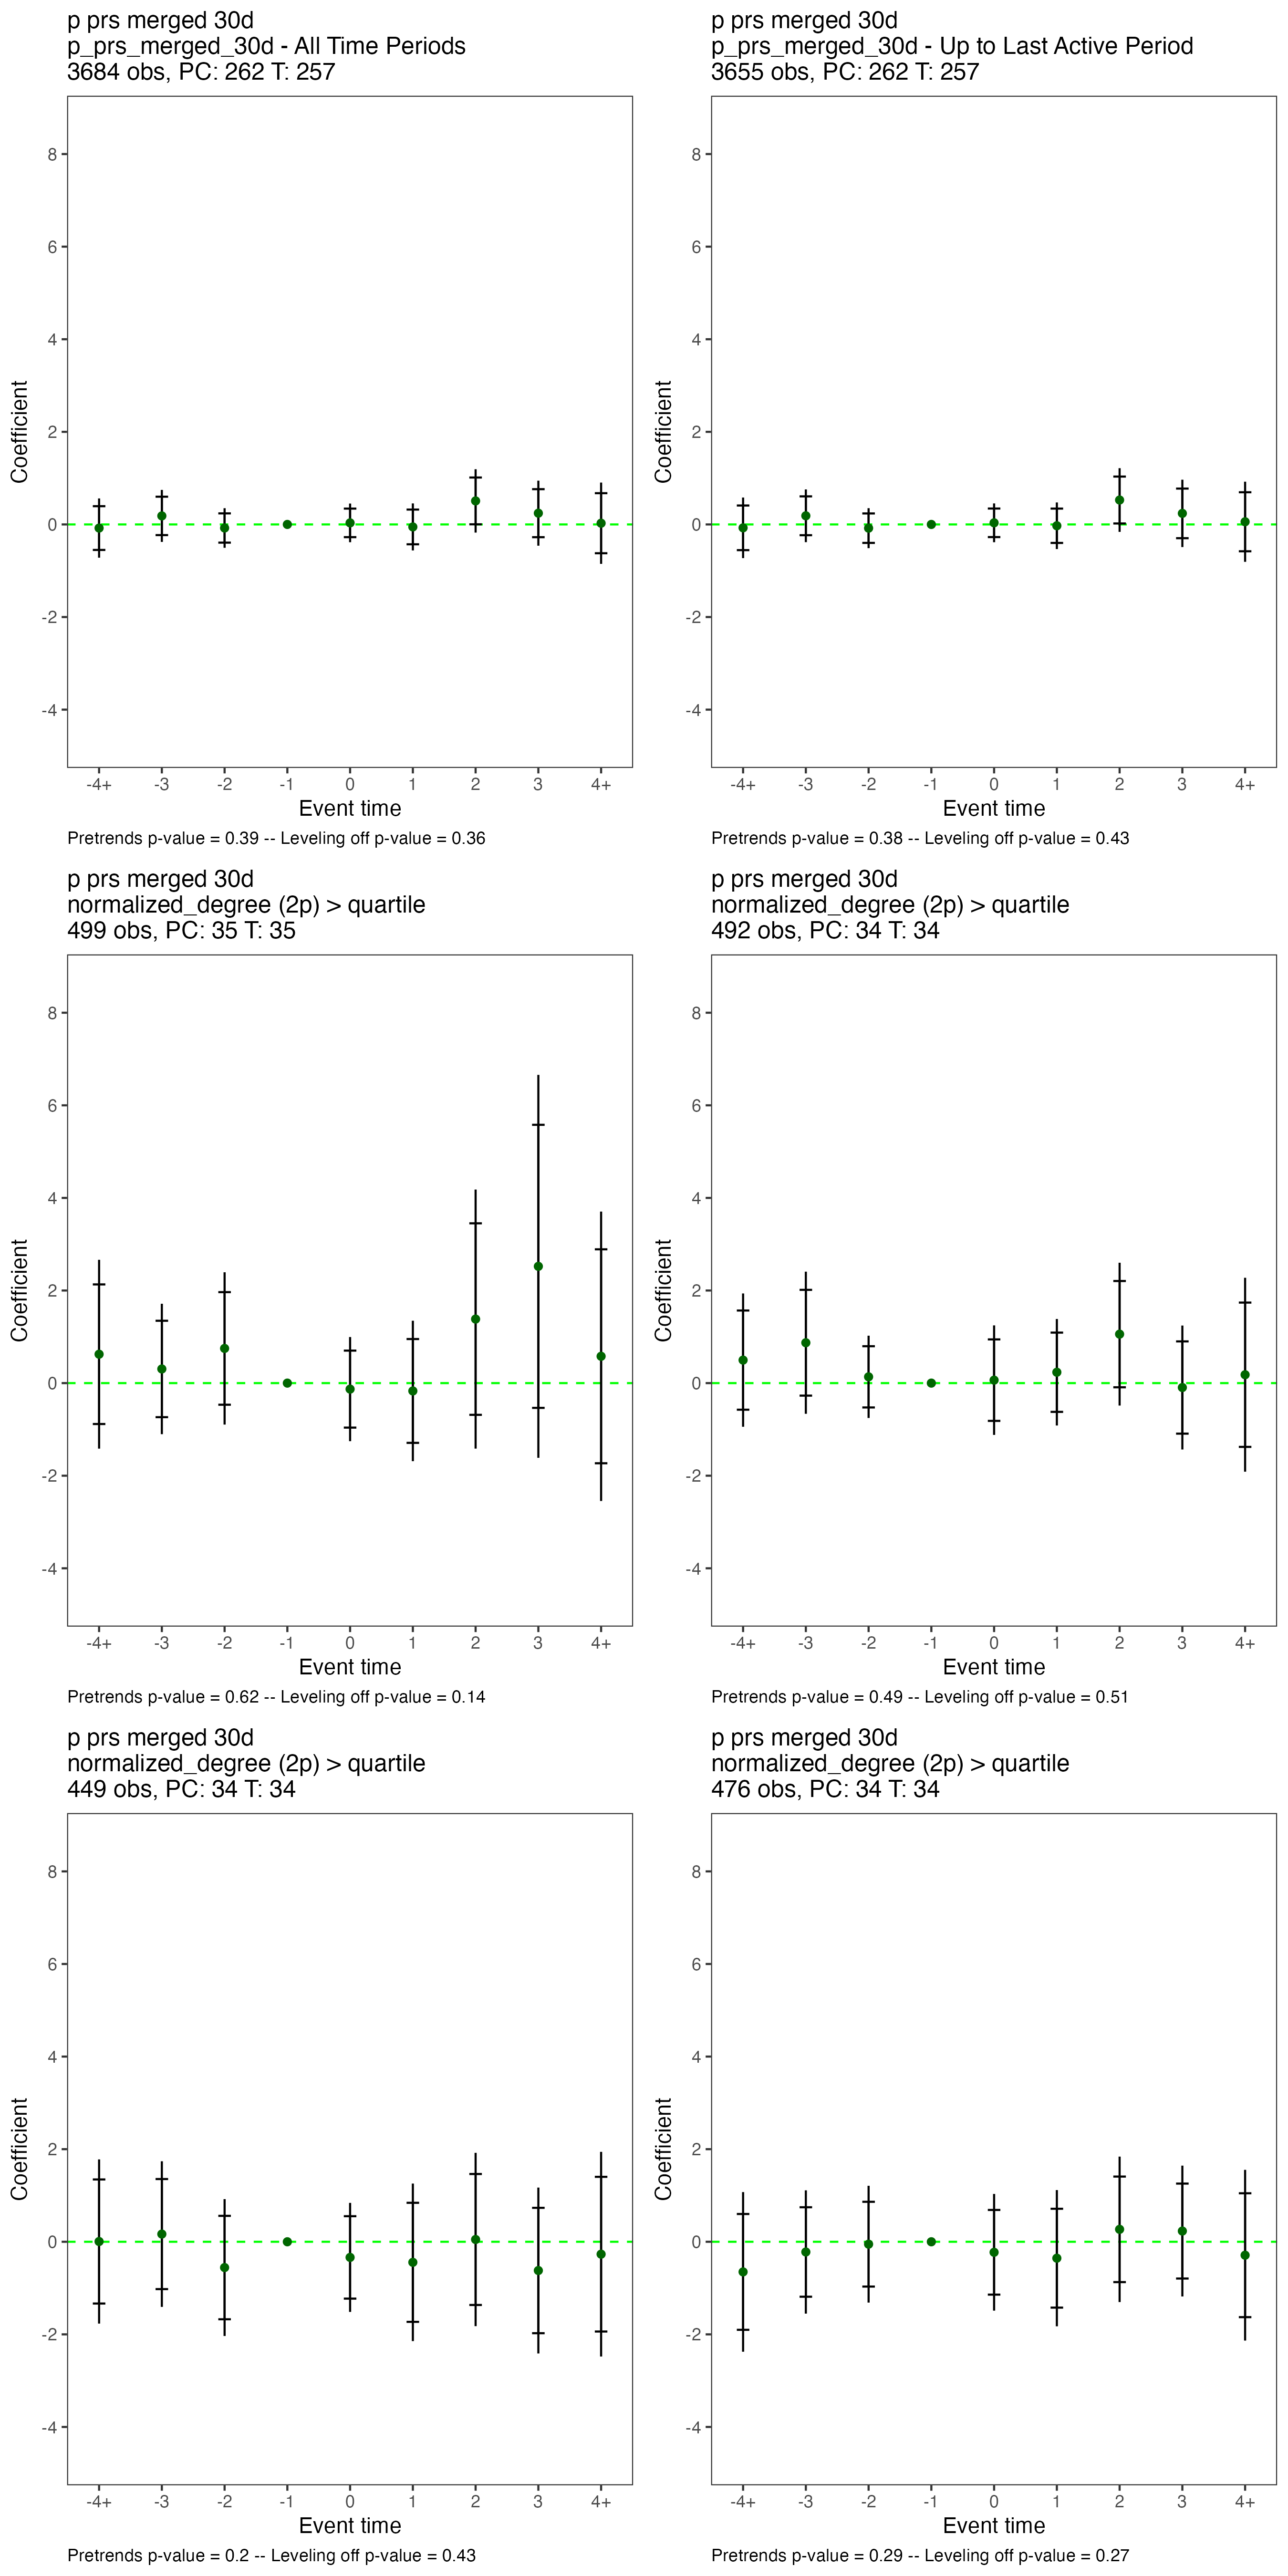 p prs merged 30d
p_prs_merged_30d - All Time Periods
3684 obs, PC: 262 T: 257
8
6
4
2
0
-2
-4
Coefficient
-4+ -3 -2 -1 0 1 2 3 4+
Event time
Pretrends p-value = 0.39 -- Leveling off p-value = 0.36
p prs merged 30d
p_prs_merged_30d - Up to Last Active Period
3655 obs, PC: 262 T: 257
8
6
4
2
0
-2
-4
Coefficient
-4+ -3 -2 -1 0 1 2 3 4+
Event time
Pretrends p-value = 0.38 -- Leveling off p-value = 0.43
p prs merged 30d
normalized_degree (2p) > quartile
499 obs, PC: 35 T: 35
8
6
4
2
0
-2
-4
Coefficient
-4+ -3 -2 -1 0 1 2 3 4+
Event time
Pretrends p-value = 0.62 -- Leveling off p-value = 0.14
p prs merged 30d
normalized_degree (2p) > quartile
492 obs, PC: 34 T: 34
8
6
4
2
0
-2
-4
Coefficient
-4+ -3 -2 -1 0 1 2 3 4+
Event time
Pretrends p-value = 0.49 -- Leveling off p-value = 0.51
p prs merged 30d
normalized_degree (2p) > quartile
449 obs, PC: 34 T: 34
8
6
4
2
0
-2
-4
Coefficient
-4+ -3 -2 -1 0 1 2 3 4+
Event time
Pretrends p-value = 0.2 -- Leveling off p-value = 0.43
p prs merged 30d
normalized_degree (2p) > quartile
476 obs, PC: 34 T: 34
8
6
4
2
0
-2
-4
Coefficient
-4+ -3 -2 -1 0 1 2 3 4+
Event time
Pretrends p-value = 0.29 -- Leveling off p-value = 0.27